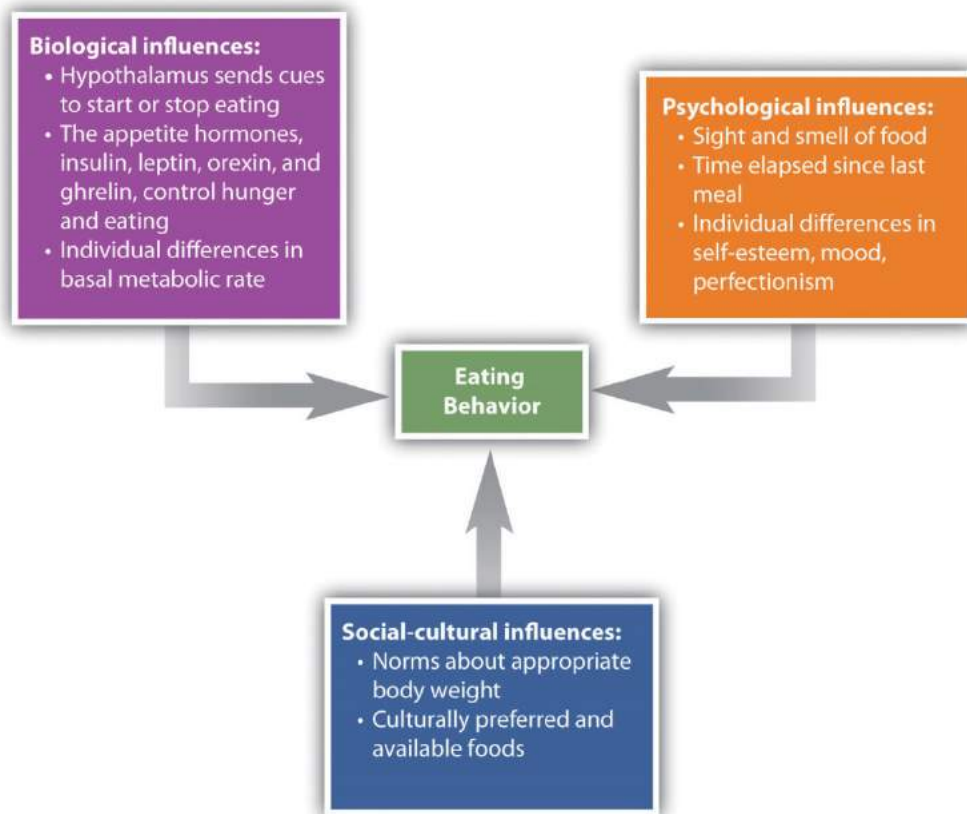 Biological influences:
• Hypothalamus sends cues
to start or stop eating
• The appetite hormones,
insulin, leptin, orexin, and
ghrelin, control hunger
and eating
• Individual differences in
basal metabolic rate
Psychological influences:
• Sight and smell of food
• Time elapsed since last
meal
• Individual differences in
self-esteem, mood,
perfectionism
Eating
Behavior
Social-cultural influences:
• Norms about appropriate
body weight
• Culturally preferred and
available foods